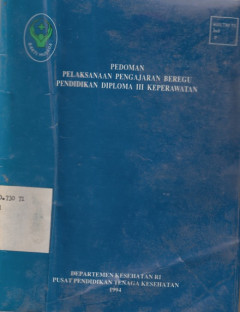 PEDOMAN
PELAKSANAAN PENGAJARAN BEREGU
PENDIDIKAN DIPLOMA III KEPERAWATAN
DEPARTEMEN KESEHATAN RI
PUSAT PENDIDIKAN TENAGA KESEHATAN
1994